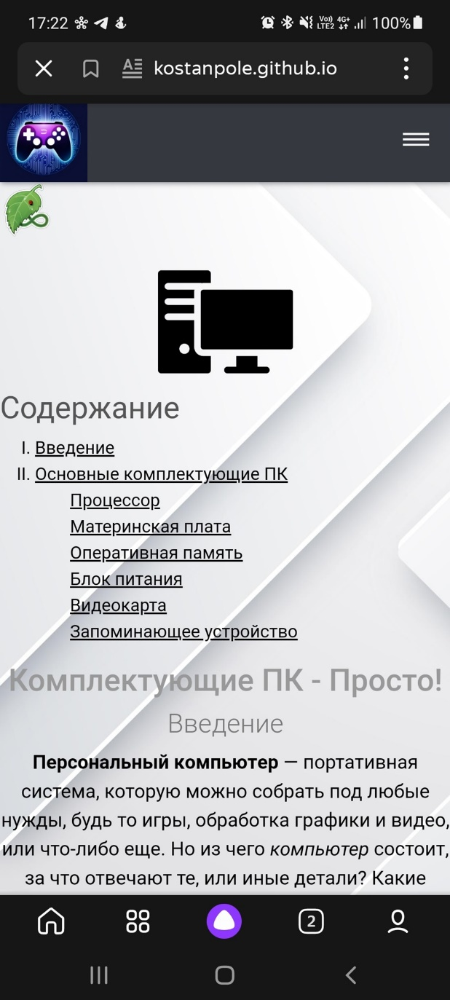 17:22
Vo)) LTE2 4G+ 100%
kostanpole.github.io
Содержание
I. Введение
II. Основные комплектующие ПК
Процессор
Материнская плата
Оперативная память
Блок питания
Видеокарта
Запоминающее устройство
Комплектующие ПК - Просто!
Введение
Персональный компьютер — портативная
система, которую можно собрать под любые
нужды, будь то игры, обработка графики и видео,
или что-либо еще. Но из чего компьютер состоит,
за что отвечают те, или иные детали? Какие
2